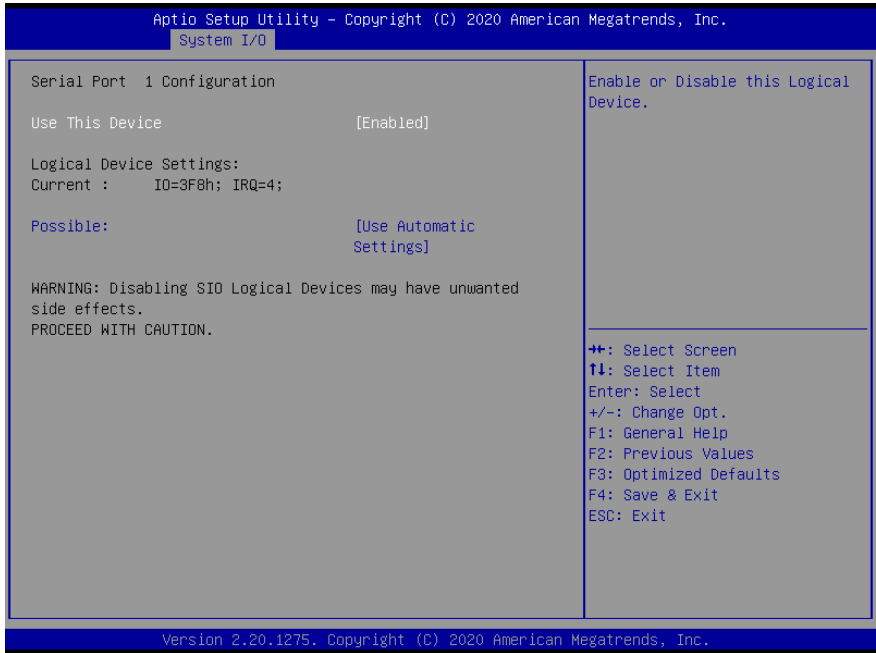 Aptio Setup Utility – Copyright (C) 2020 American Megatrends, Inc.
System I/O
Serial Port 1 Configuration
Use This Device [Enabled]
Logical Device Settings:
Current : IO=3F8h; IRQ=4;
Possible: [Use Automatic
Settings]
WARNING: Disabling SIO Logical Devices may have unwanted
side effects.
PROCEED WITH CAUTION.
Enable or Disable this Logical
Device.
→←: Select Screen
↑↓: Select Item
Enter: Select
+/-: Change Opt.
F1: General Help
F2: Previous Values
F3: Optimized Defaults
F4: Save & Exit
ESC: Exit
Version 2.20.1275. Copyright (C) 2020 American Megatrends, Inc.